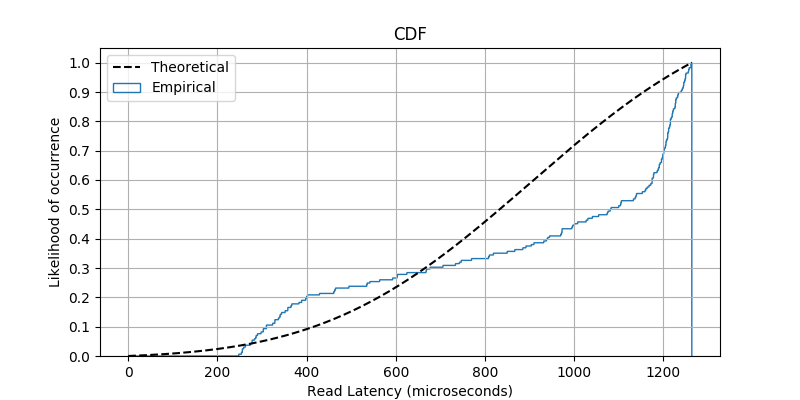 CDF
Theoretical
Empirical
Likelihood of occurrence
1.0
0.9
0.8
0.7
0.6
0.5
0.4
0.3
0.2
0.1
0.0
0 200 400 600 800 1000 1200
Read Latency (microseconds)